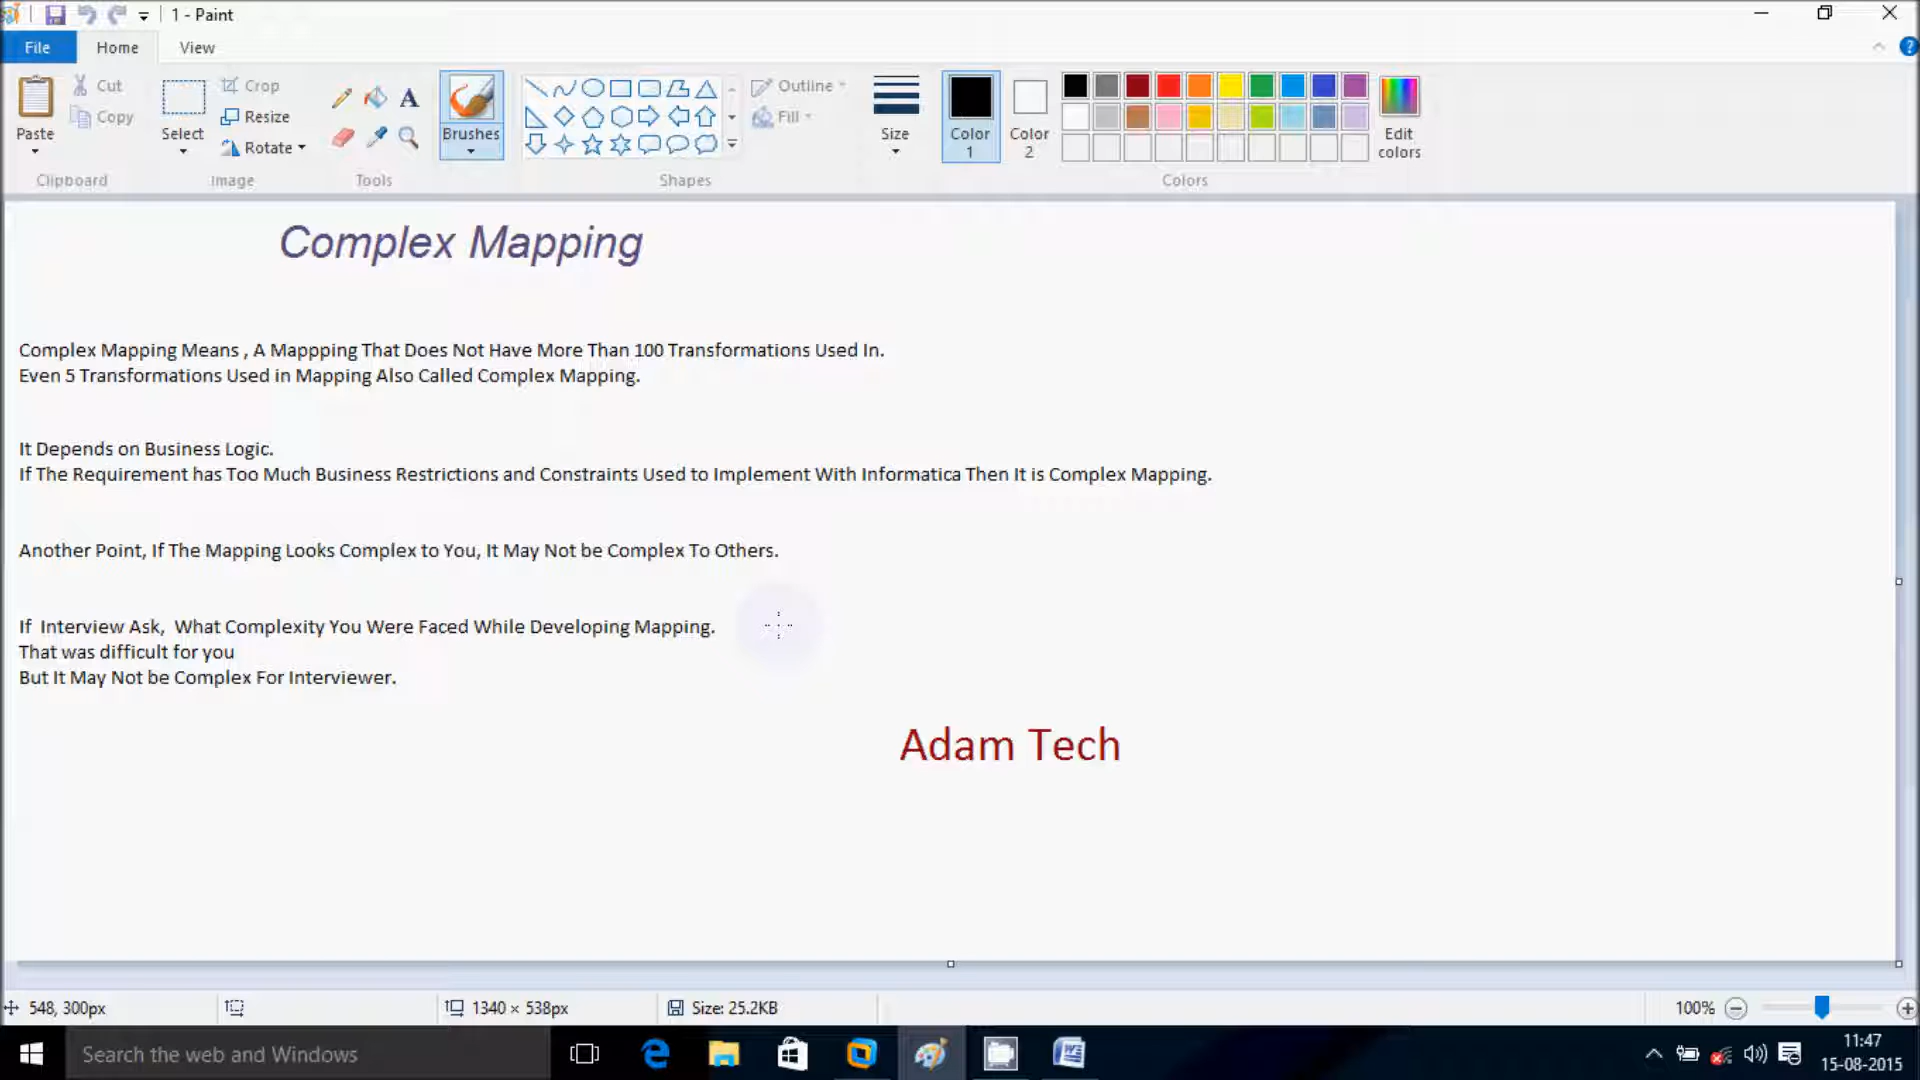 1 - Paint
File
Home
View
Paste
Cut
Copy
Clipboard
Select
Crop
Resize
Rotate
Image
A
Tools
Brushes
Shapes
Outline
Fill
Size
Color
1
Color
2
Edit
colors
Colors
?
Complex Mapping
Complex Mapping Means , A Mappping That Does Not Have More Than 100 Transformations Used In.
Even 5 Transformations Used in Mapping Also Called Complex Mapping.
It Depends on Business Logic.
If The Requirement has Too Much Business Restrictions and Constraints Used to Implement With Informatica Then It is Complex Mapping.
Another Point, If The Mapping Looks Complex to You, It May Not be Complex To Others.
If  Interview Ask,  What Complexity You Were Faced While Developing Mapping.
That was difficult for you
But It May Not be Complex For Interviewer.
Adam Tech
548, 300px
1340 × 538px
Size: 25.2KB
100%
Search the web and Windows
11:47
15-08-2015